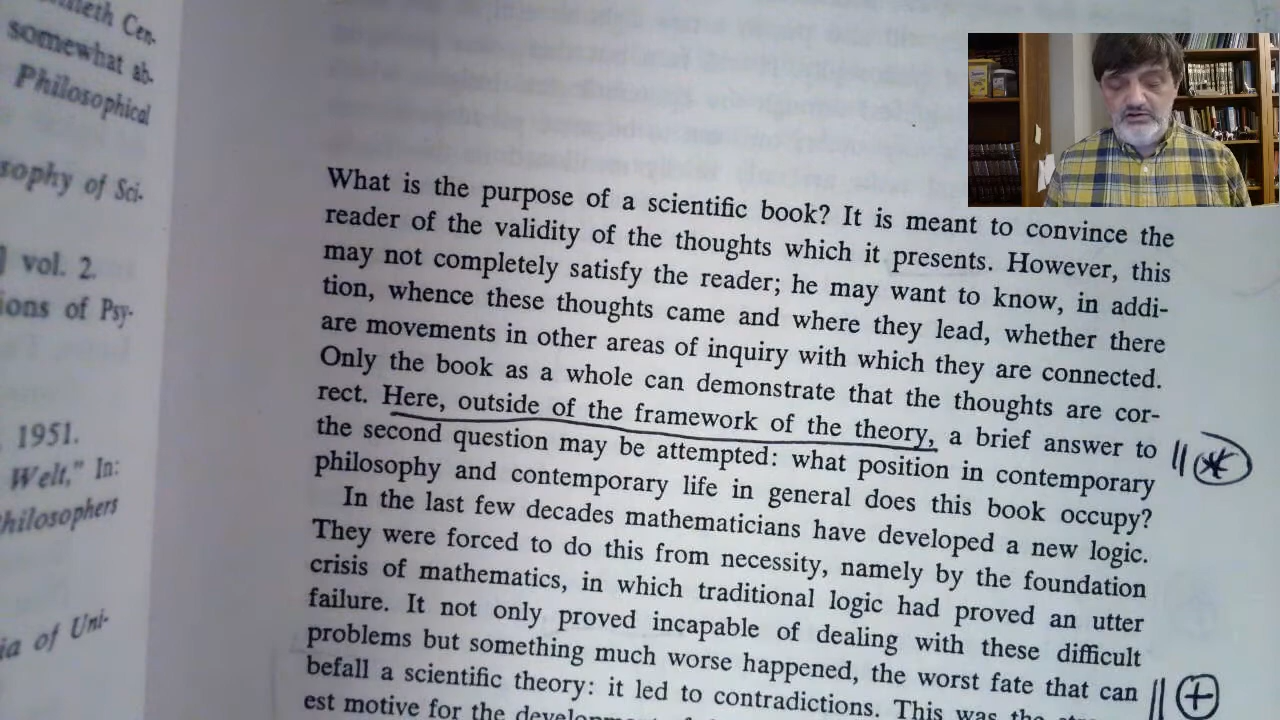 nneth Cen-
somewhat ab-
Philosophical
sophy of Sci-
] vol. 2.
ions of Psy-
1951.
Welt," In:
hilosophers
ia of Uni-
What is the purpose of a scientific book? It is meant to convince the
reader of the validity of the thoughts which it presents. However, this
may not completely satisfy the reader; he may want to know, in addi-
tion, whence these thoughts came and where they lead, whether there
are movements in other areas of inquiry with which they are connected.
Only the book as a whole can demonstrate that the thoughts are cor-
rect. Here, outside of the framework of the theory, a brief answer to
the second question may be attempted: what position in contemporary
philosophy and contemporary life in general does this book occupy?
In the last few decades mathematicians have developed a new logic.
They were forced to do this from necessity, namely by the foundation
crisis of mathematics, in which traditional logic had proved an utter
failure. It not only proved incapable of dealing with these difficult
problems but something much worse happened, the worst fate that can
befall a scientific theory: it led to contradictions. This was the
est motive for the